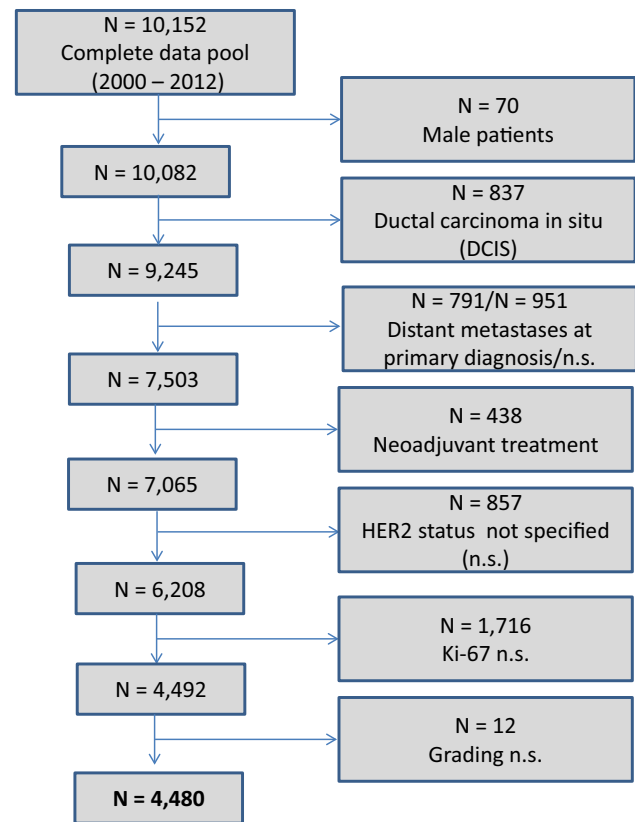 N = 10,152
Complete data pool
(2000 – 2012)
N = 70
Male patients
N = 10,082
N = 837
Ductal carcinoma in situ
(DCIS)
N = 9,245
N = 791/N = 951
Distant metastases at
primary diagnosis/n.s.
N = 7,503
N = 438
Neoadjuvant treatment
N = 7,065
N = 857
HER2 status not specified
(n.s.)
N = 6,208
N = 1,716
Ki-67 n.s.
N = 4,492
N = 12
Grading n.s.
N = 4,480